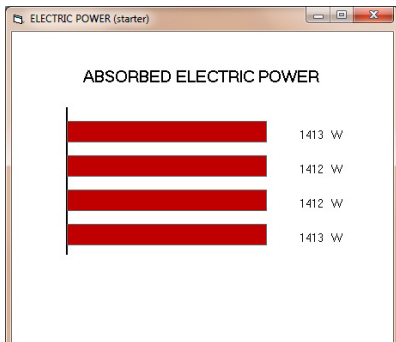 ELECTRIC POWER (starter)
ABSORBED ELECTRIC POWER
1413 W
1412 W
1412 W
1413 W